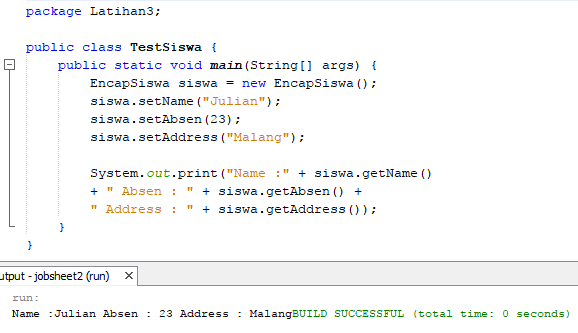 package Latihan3;
public class TestSiswa {
public static void main(String[] args) {
EncapSiswa siswa = new EncapSiswa();
siswa.setName("Julian");
siswa.setAbsen(23);
siswa.setAddress("Malang");
System.out.print("Name :" + siswa.getName()
+ " Absen : " + siswa.getAbsen() +
" Address : " + siswa.getAddress());
}
}
utput - jobsheet2 (run) ×
run:
Name :Julian Absen : 23 Address : MalangBUILD SUCCESSFUL (total time: 0 seconds)